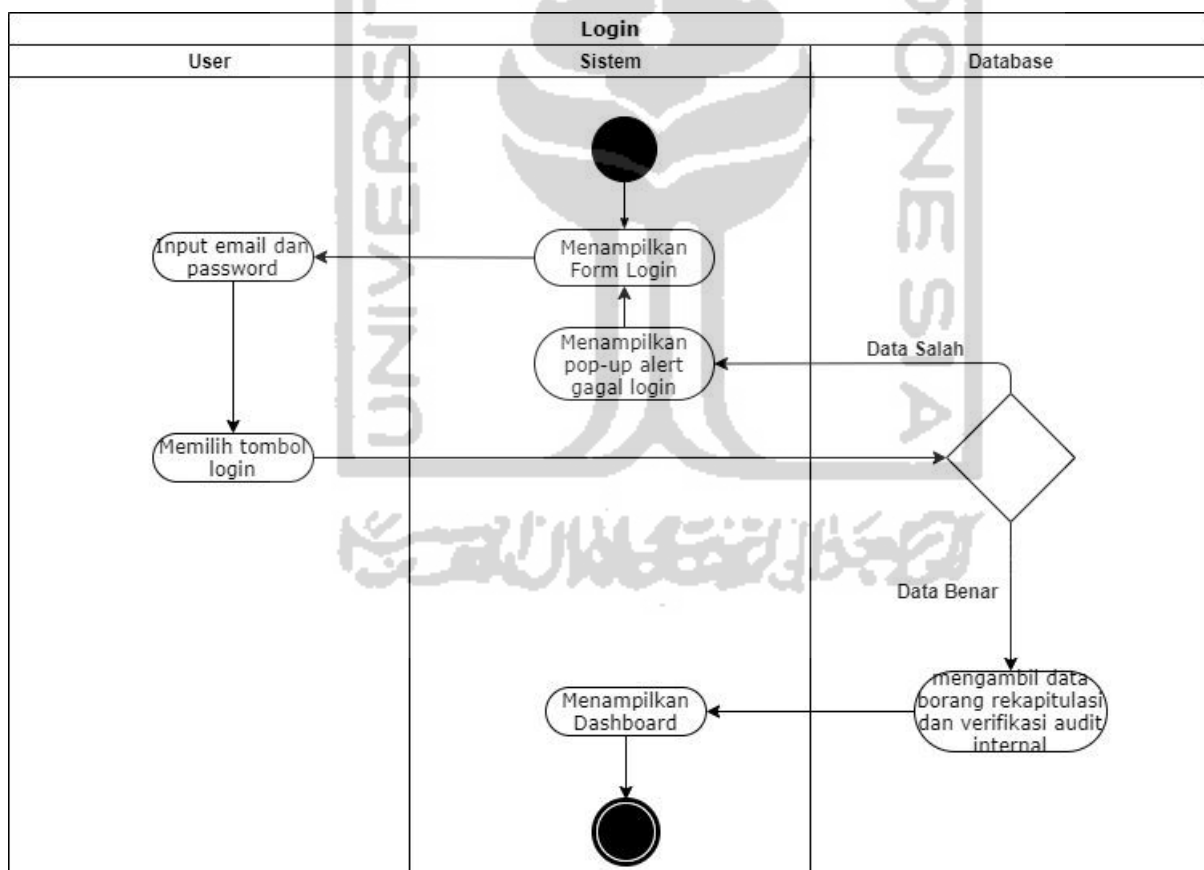 Login
User
Sistem
Database
Menampilkan
Form Login
Input email dan
password
Menampilkan
pop-up alert
gagal login
Data Salah
Memilih tombol
login
Data Benar
mengambil data
borang rekapitulasi
dan verifikasi audit
internal
Menampilkan
Dashboard